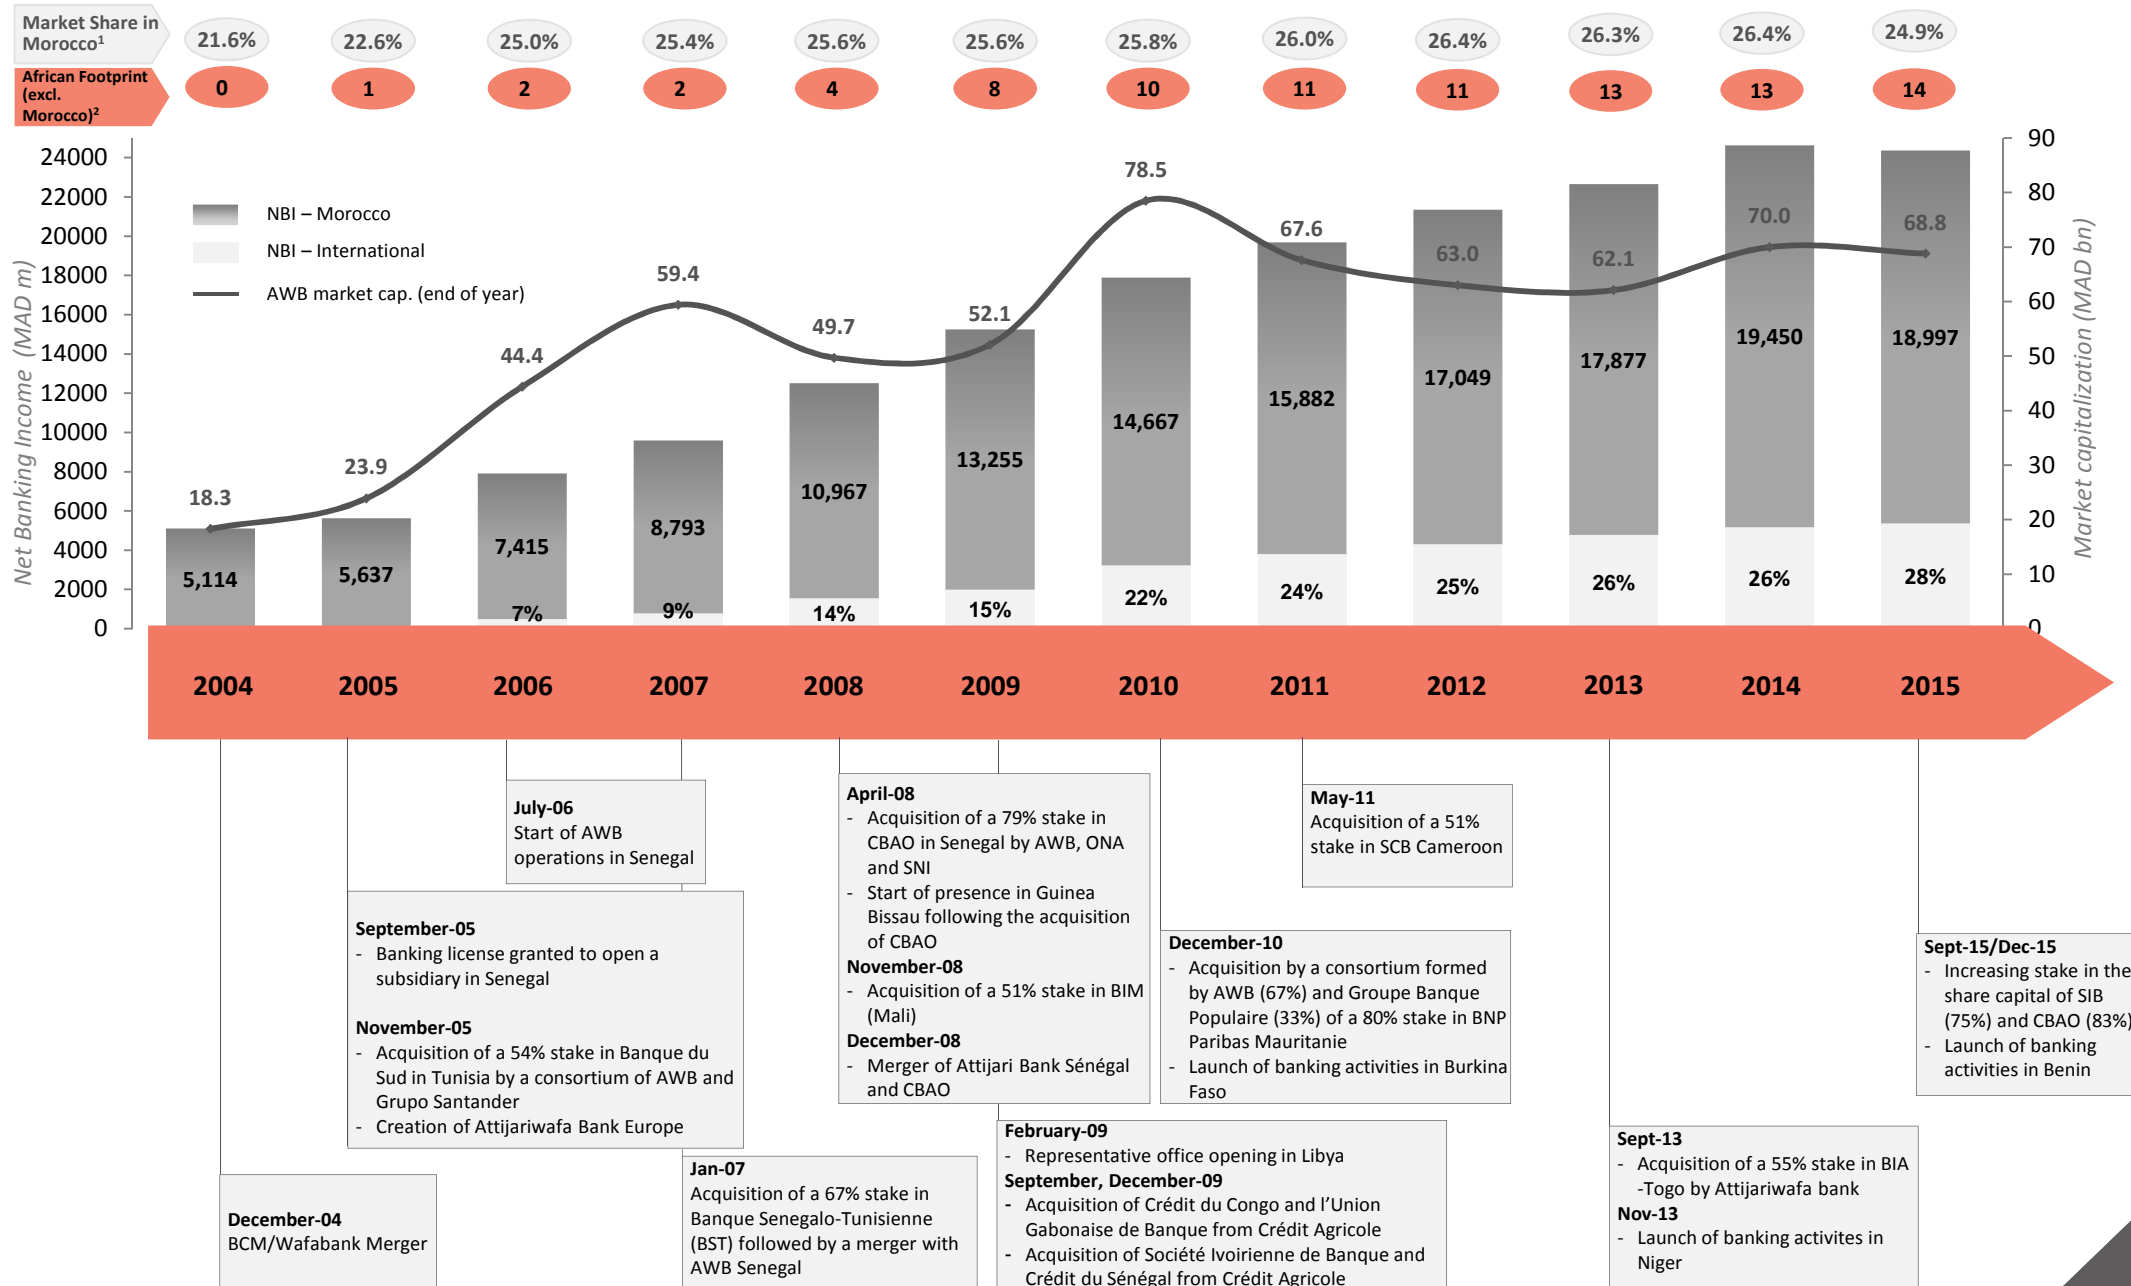 Market Share in
Morocco1
21.6% 22.6% 25.0% 25.4% 25.6% 25.6% 25.8% 26.0% 26.4% 26.3% 26.4% 24.9%
African Footprint
(excl.
Morocco)2
0 1 2 2 4 8 10 11 11 13 13 14
Net Banking Income (MAD m)
24000
22000
20000
18000
16000
14000
12000
10000
8000
6000
4000
2000
0
NBI – Morocco
NBI – International
AWB market cap. (end of year)
18.3 23.9 44.4 59.4 49.7 52.1 78.5 67.6 63.0 62.1 70.0 68.8
5,114 5,637 7,415 8,793 10,967 13,255 14,667 15,882 17,049 17,877 19,450 18,997
7% 9% 14% 15% 22% 24% 25% 26% 26% 28%
90
80
70
60
50
40
30
20
10
0
Market capitalization (MAD bn)
2004 2005 2006 2007 2008 2009 2010 2011 2012 2013 2014 2015
December-04
BCM/Wafabank Merger
September-05
- Banking license granted to open a
subsidiary in Senegal
November-05
- Acquisition of a 54% stake in Banque du
Sud in Tunisia by a consortium of AWB and
Grupo Santander
- Creation of Attijariwafa Bank Europe
July-06
Start of AWB
operations in Senegal
Jan-07
Acquisition of a 67% stake in
Banque Senegalo-Tunisienne
(BST) followed by a merger with
AWB Senegal
April-08
- Acquisition of a 79% stake in
CBAO in Senegal by AWB, ONA
and SNI
- Start of presence in Guinea
Bissau following the acquisition
of CBAO
November-08
- Acquisition of a 51% stake in BIM
(Mali)
December-08
- Merger of Attijari Bank Sénégal
and CBAO
February-09
- Representative office opening in Libya
September, December-09
- Acquisition of Crédit du Congo and l’Union
Gabonaise de Banque from Crédit Agricole
- Acquisition of Société Ivoirienne de Banque and
Crédit du Sénégal from Crédit Agricole
December-10
- Acquisition by a consortium formed
by AWB (67%) and Groupe Banque
Populaire (33%) of a 80% stake in BNP
Paribas Mauritanie
- Launch of banking activities in Burkina
Faso
May-11
Acquisition of a 51%
stake in SCB Cameroon
Sept-13
- Acquisition of a 55% stake in BIA
-Togo by Attijariwafa bank
Nov-13
- Launch of banking activites in
Niger
Sept-15/Dec-15
- Increasing stake in the
share capital of SIB
(75%) and CBAO (83%)
- Launch of banking
activities in Benin